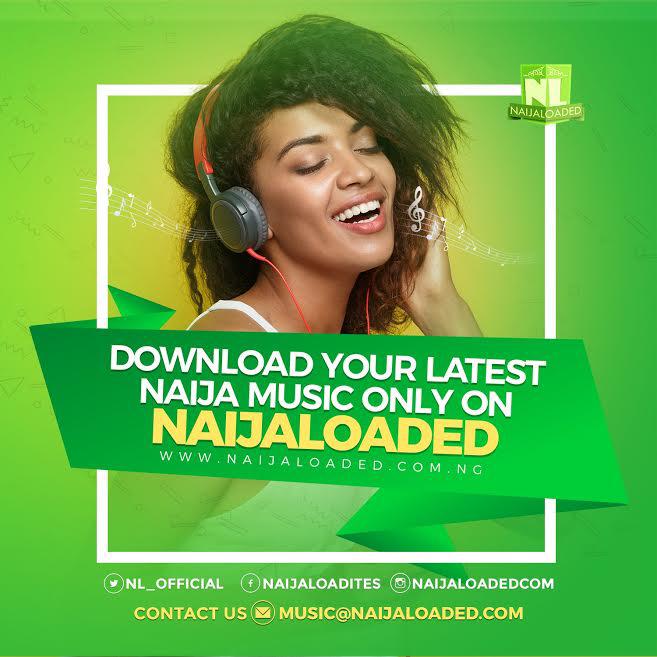 NL
NAIJALOADED
DOWNLOAD YOUR LATEST
NAIJA MUSIC ONLY ON
NAIJALOADED
WWW.NAIJALOADED.COM.NG
NL_OFFICIAL NAIJALOADITES NAIJALOADEDCOM
CONTACT US MUSIC@NAIJALOADED.COM